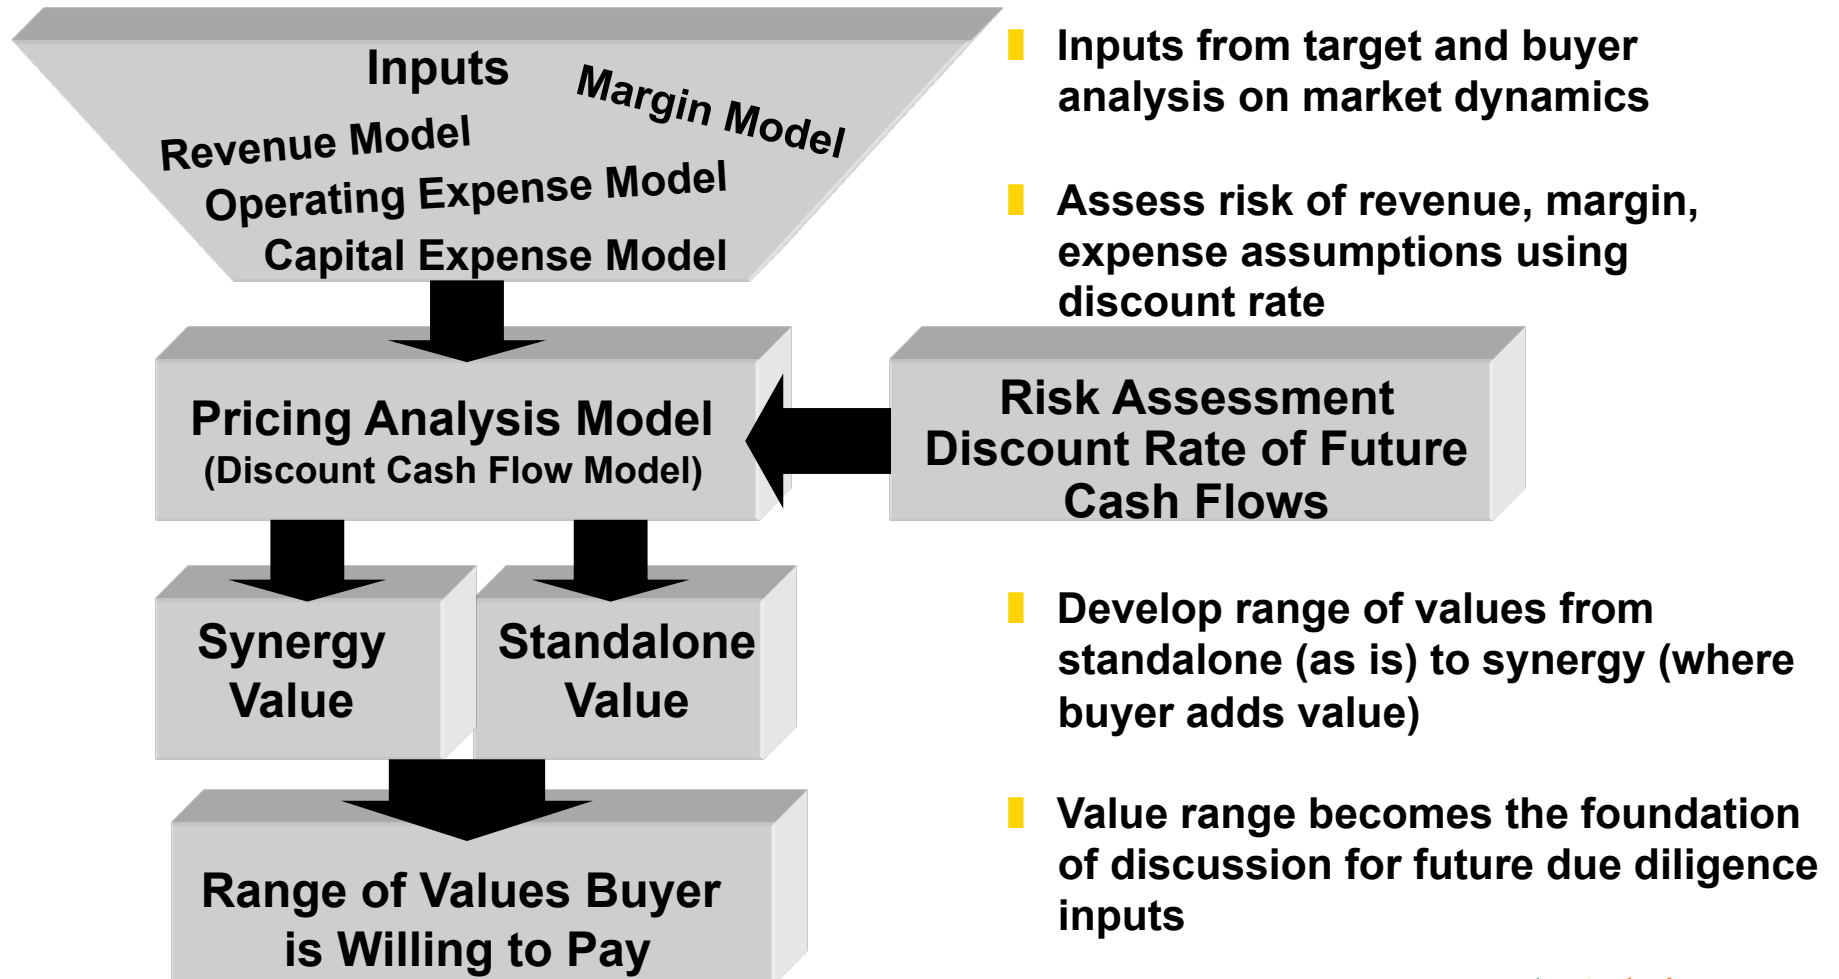 Inputs
Margin Model
Revenue Model
Operating Expense Model
Capital Expense Model
Pricing Analysis Model
(Discount Cash Flow Model)
Risk Assessment
Discount Rate of Future
Cash Flows
Synergy
Value
Standalone
Value
Range of Values Buyer
is Willing to Pay
Inputs from target and buyer
analysis on market dynamics
Assess risk of revenue, margin,
expense assumptions using
discount rate
Develop range of values from
standalone (as is) to synergy (where
buyer adds value)
Value range becomes the foundation
of discussion for future due diligence
inputs